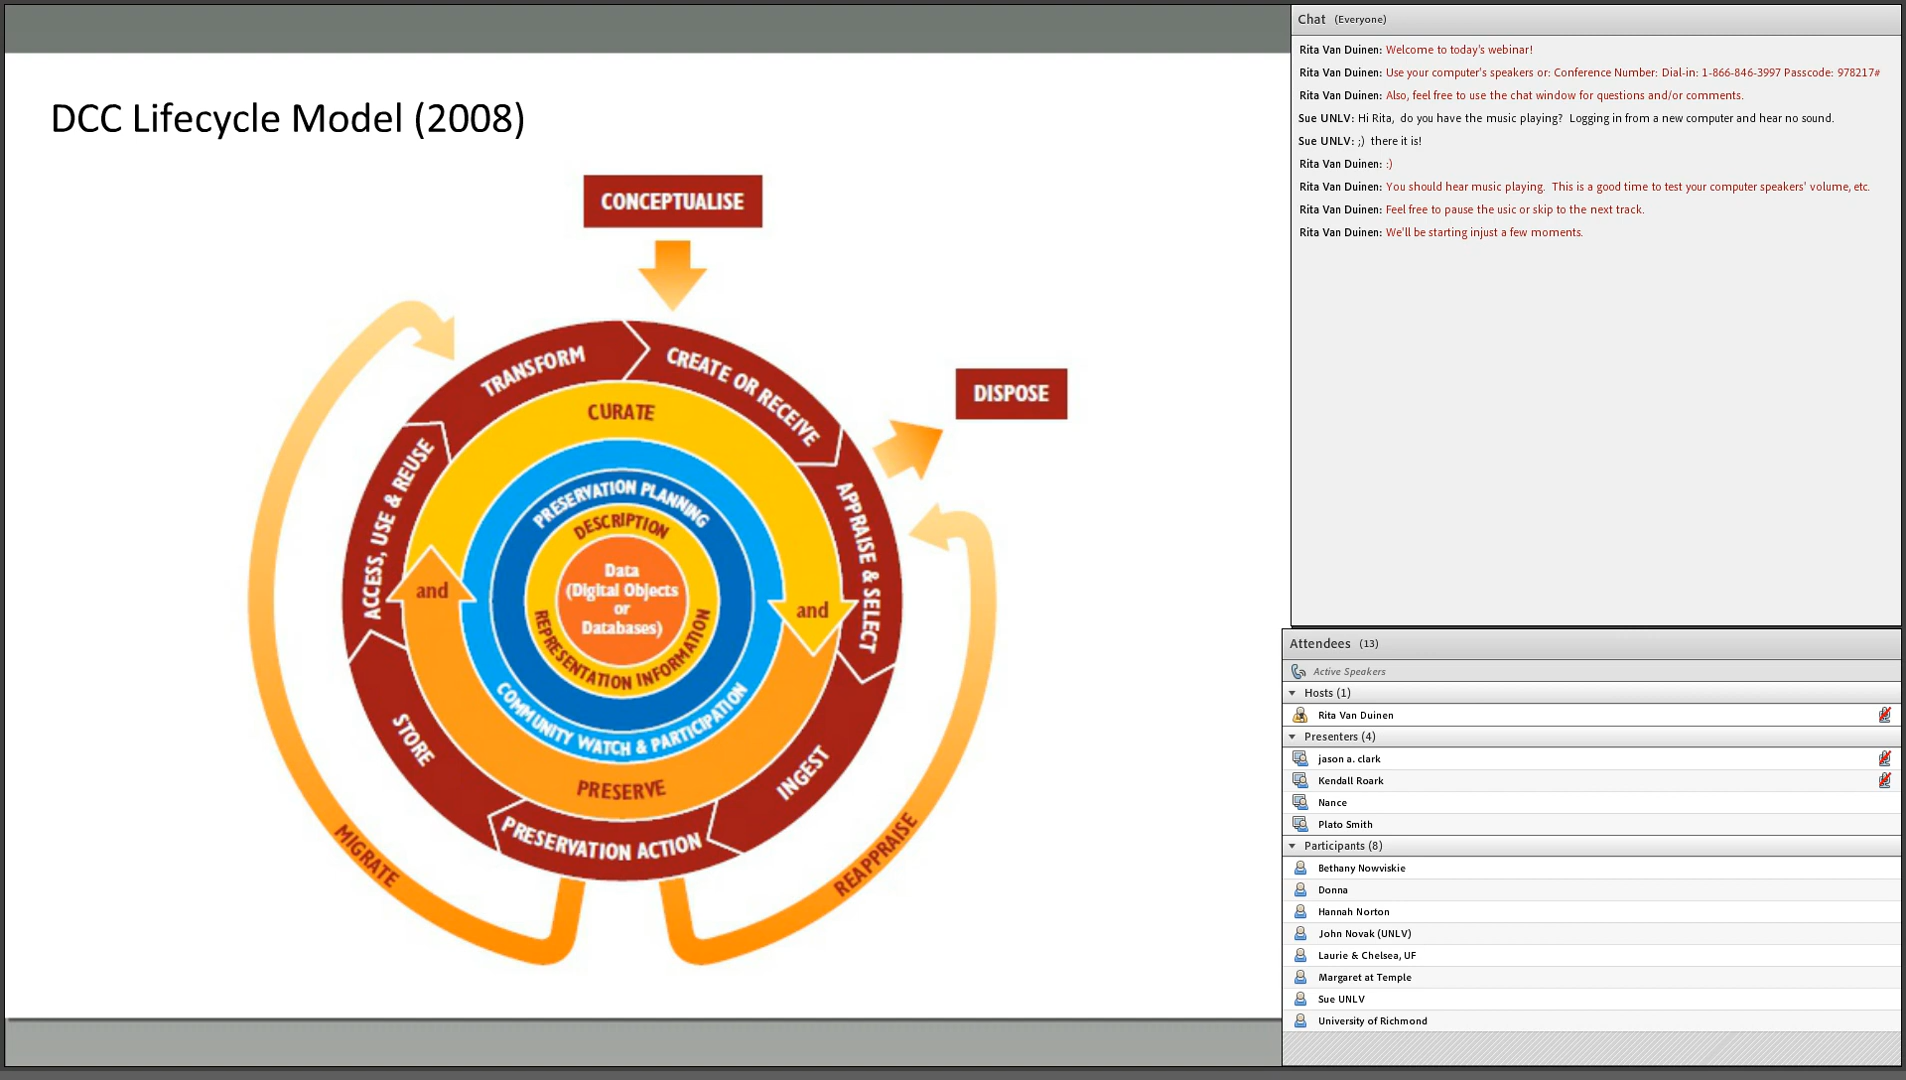 DCC Lifecycle Model (2008)
CONCEPTUALISE
DISPOSE
TRANSFORM
CREATE OR RECEIVE
APPRAISE & SELECT
INGEST
PRESERVATION ACTION
STORE
ACCESS, USE & REUSE
CURATE
and
and
PRESERVE
COMMUNITY WATCH & PARTICIPATION
PRESERVATION PLANNING
DESCRIPTION
REPRESENTATION INFORMATION
Data
(Digital Objects
or
Databases)
MIGRATE
REAPPRAISE
Chat (Everyone)
Rita Van Duinen: Welcome to today's webinar!
Rita Van Duinen: Use your computer's speakers or: Conference Number: Dial-in: 1-866-846-3997 Passcode: 978217#
Rita Van Duinen: Also, feel free to use the chat window for questions and/or comments.
Sue UNLV: Hi Rita, do you have the music playing? Logging in from a new computer and hear no sound.
Sue UNLV: ;) there it is!
Rita Van Duinen: :)
Rita Van Duinen: You should hear music playing. This is a good time to test your computer speakers' volume, etc.
Rita Van Duinen: Feel free to pause the usic or skip to the next track.
Rita Van Duinen: We'll be starting injust a few moments.
Attendees (13)
Active Speakers
Hosts (1)
Rita Van Duinen
Presenters (4)
jason a. clark
Kendall Roark
Nance
Plato Smith
Participants (8)
Bethany Nowviskie
Donna
Hannah Norton
John Novak (UNLV)
Laurie & Chelsea, UF
Margaret at Temple
Sue UNLV
University of Richmond